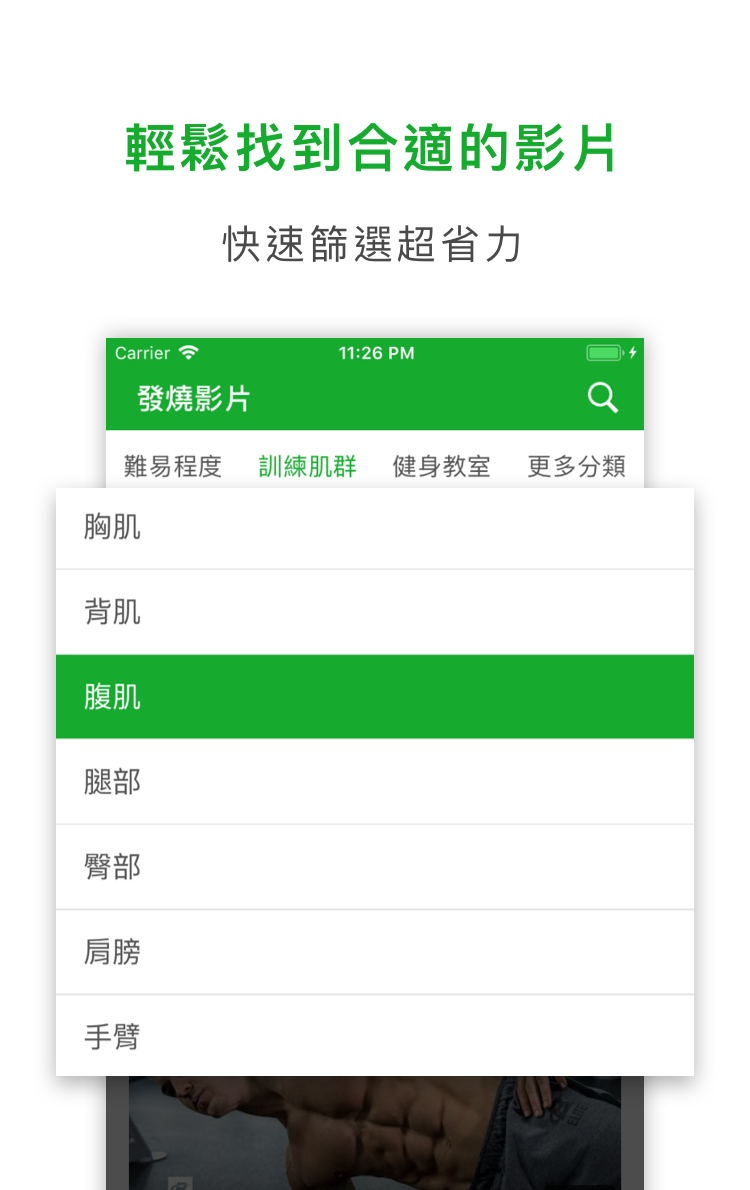 輕鬆找到合適的影片
快速篩選超省力
Carrier 11:26 PM
發燒影片
難易程度 訓練肌群 健身教室 更多分類
胸肌
背肌
腹肌
腿部
臀部
肩膀
手臂
ELITE